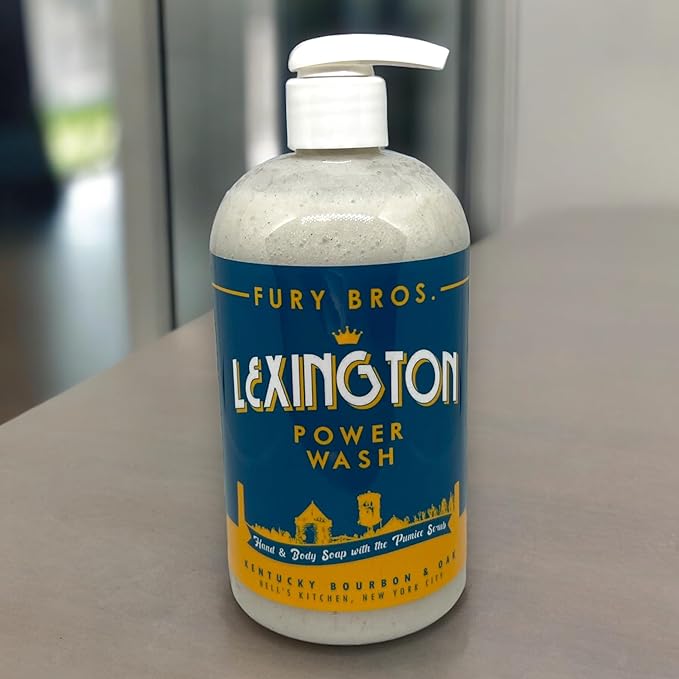 FURY BROS.
LEXINGTON
POWER
WASH
Hand & Body Soap with the Pumice Scrub
KENTUCKY BOURBON & OAK
HELL'S KITCHEN, NEW YORK CITY